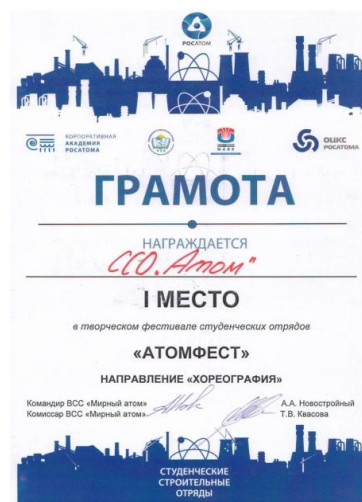 РОСАТОМ
КОРПОРАТИВНАЯ
АКАДЕМИЯ
РОСАТОМА
МАЯК
ОЦКС
РОСАТОМА
ГРАМОТА
НАГРАЖДАЕТСЯ
ССО „Атом"
I МЕСТО
в творческом фестивале студенческих отрядов
«АТОМФЕСТ»
НАПРАВЛЕНИЕ «ХОРЕОГРАФИЯ»
Командир ВСС «Мирный атом» А.А. Новостройный
Комиссар ВСС «Мирный атом» Т.В. Квасова
СТУДЕНЧЕСКИЕ
СТРОИТЕЛЬНЫЕ
ОТРЯДЫ